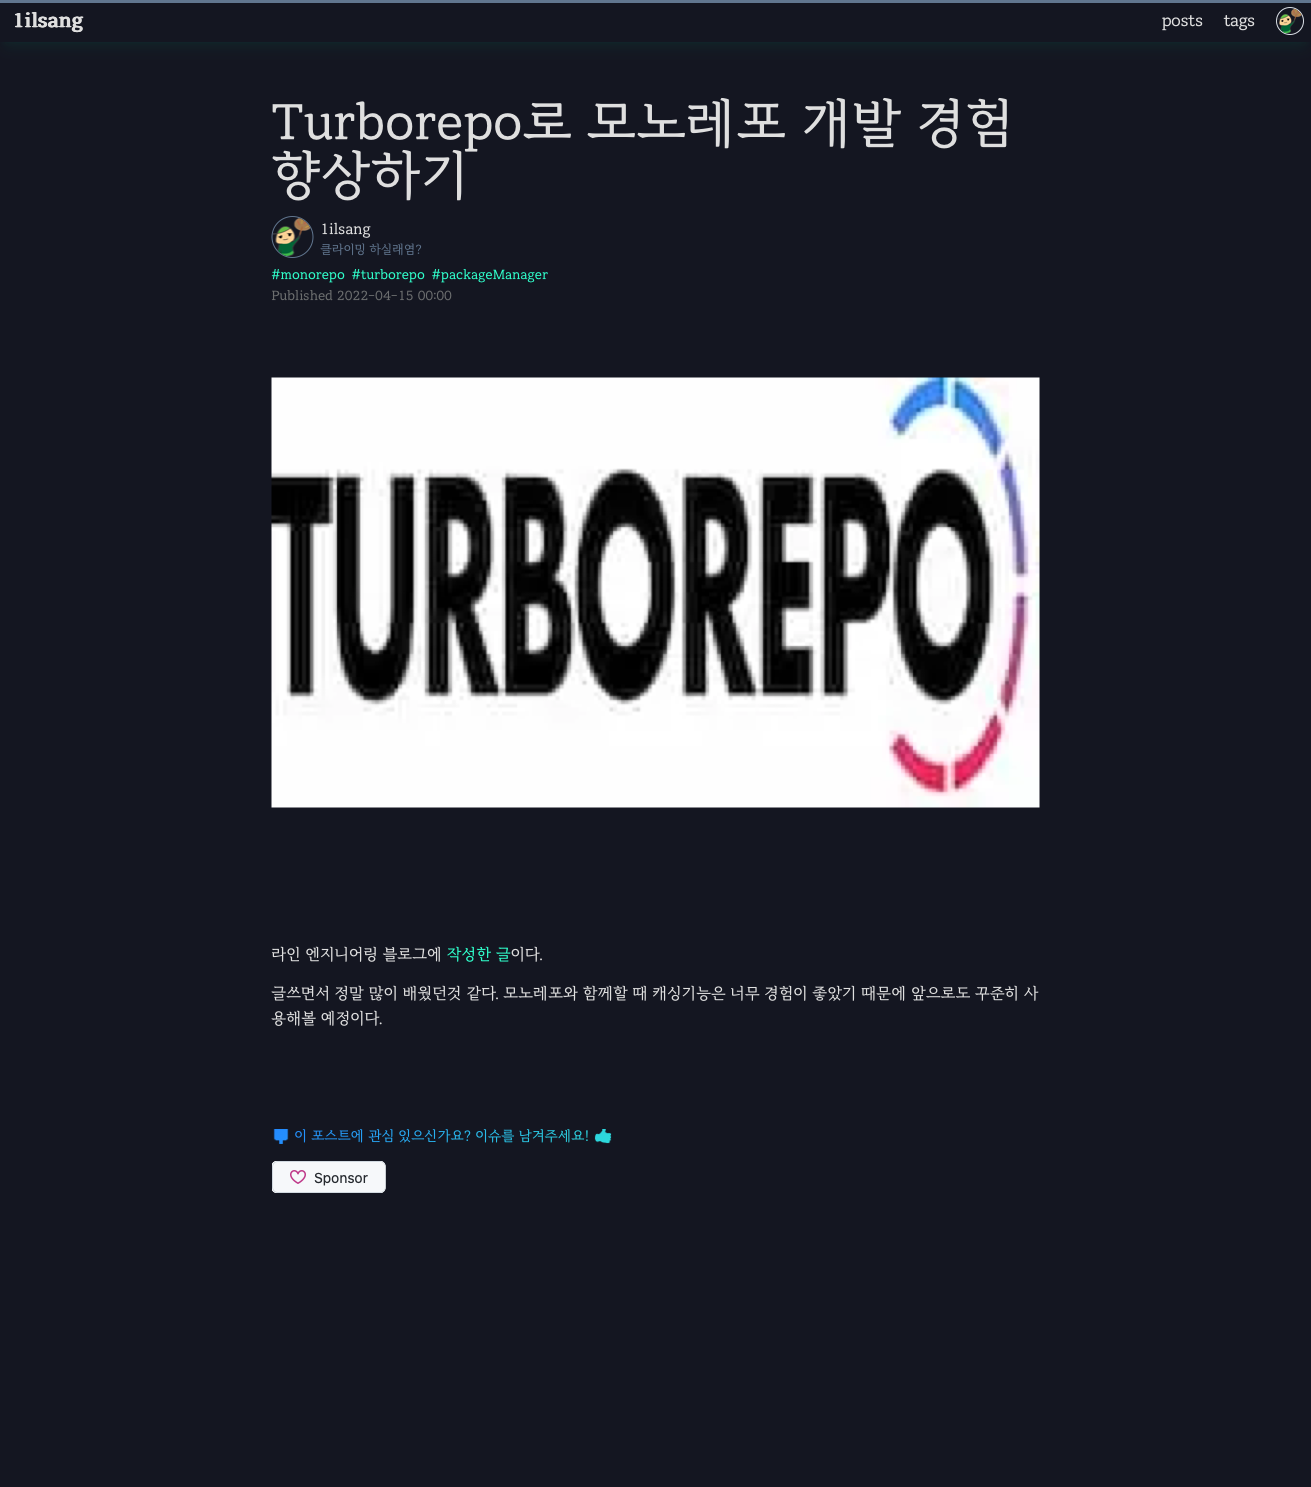 1ilsang
posts tags
Turborepo로 모노레포 개발 경험
향상하기
1ilsang
클라이밍 하실래염?
#monorepo #turborepo #packageManager
Published 2022-04-15 00:00
TURBOREPO
라인 엔지니어링 블로그에 작성한 글이다.
글쓰면서 정말 많이 배웠던것 같다. 모노레포와 함께할 때 캐싱기능은 너무 경험이 좋았기 때문에 앞으로도 꾸준히 사
용해볼 예정이다.
이 포스트에 관심 있으신가요? 이슈를 남겨주세요!
Sponsor